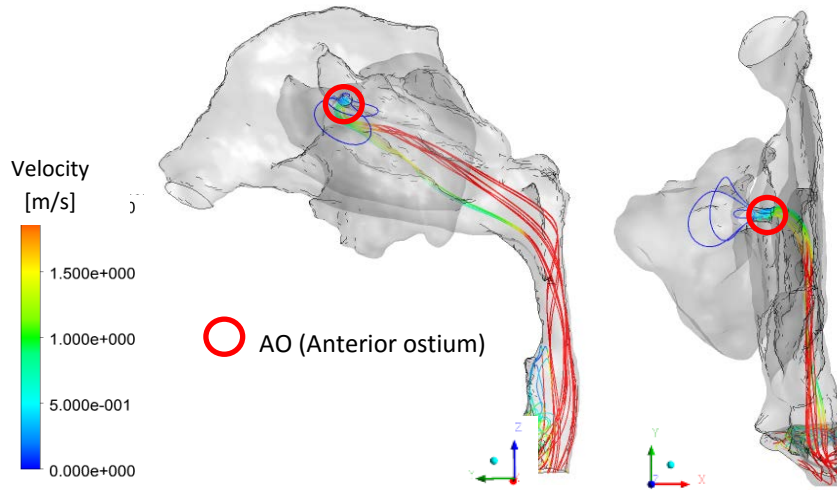 Velocity
[m/s]
1.500e+000
1.000e+000
5.000e-001
0.000e+000
AO (Anterior ostium)
Z
X
Y